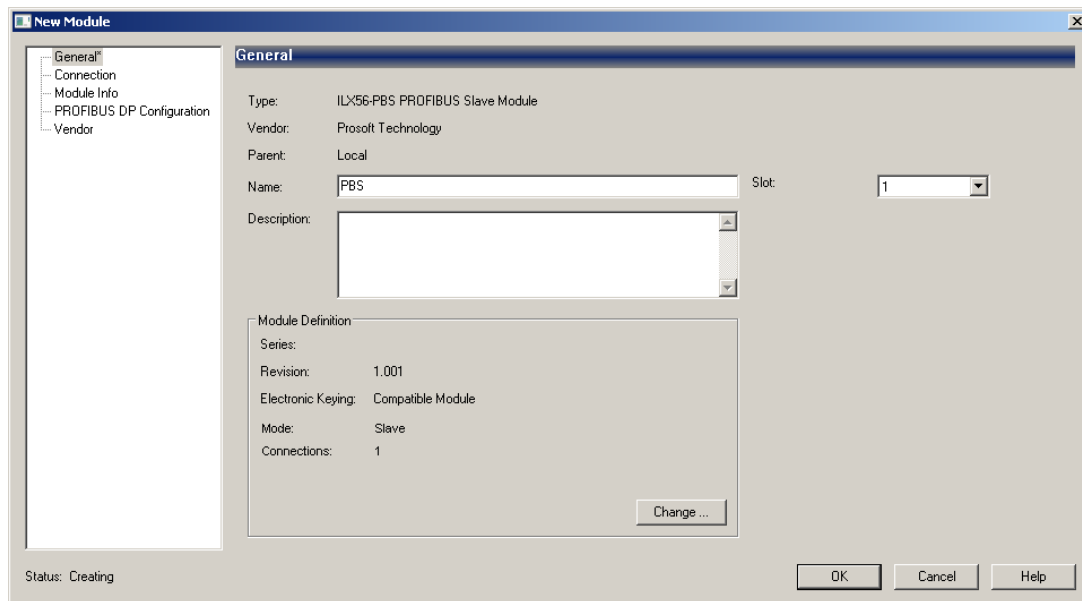 New Module
General*
Connection
Module Info
PROFIBUS DP Configuration
Vendor
General
Type: ILX56-PBS PROFIBUS Slave Module
Vendor: Prosoft Technology
Parent: Local
Name: PBS Slot: 1
Description:
Module Definition
Series:
Revision: 1.001
Electronic Keying: Compatible Module
Mode: Slave
Connections: 1
Change ...
Status: Creating OK Cancel Help